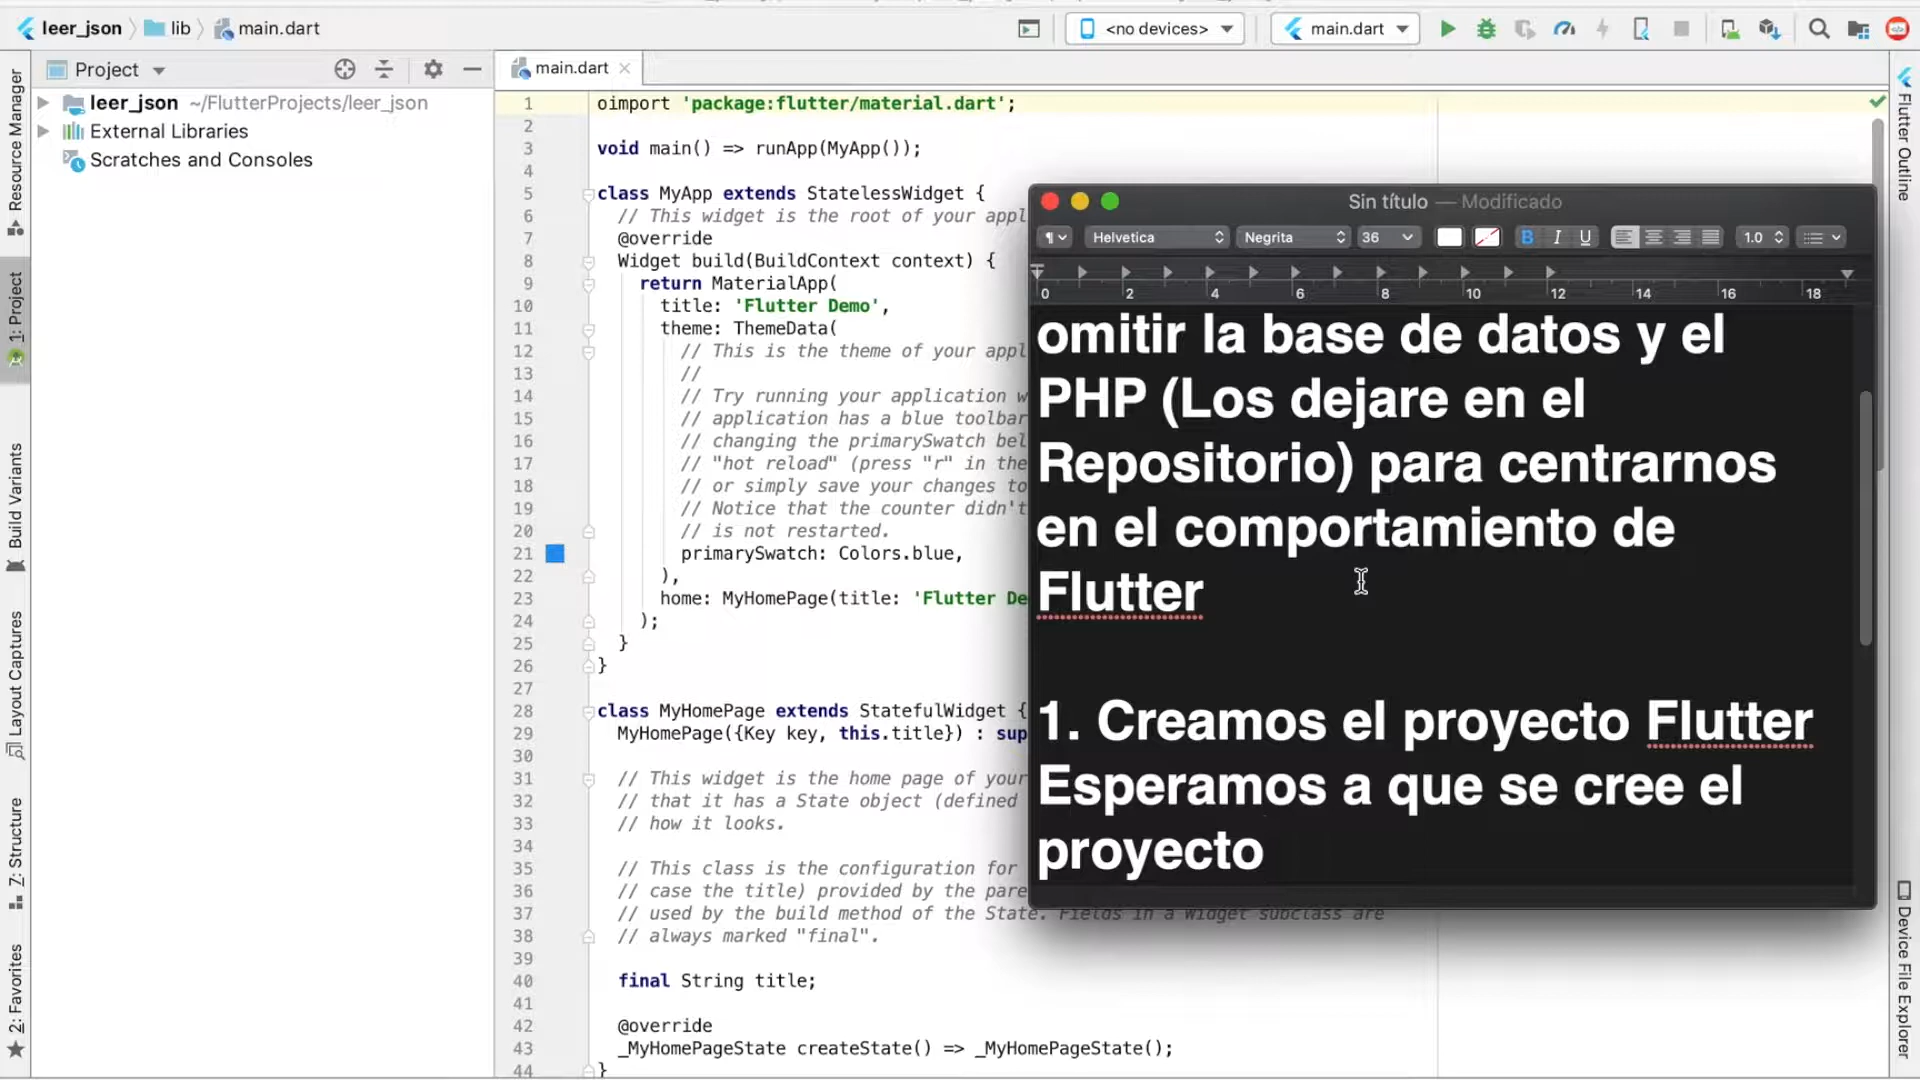 leer_json
lib
main.dart
<no devices>
main.dart
Project
main.dart
leer_json ~/FlutterProjects/leer_json
External Libraries
Scratches and Consoles
Resource Manager
1: Project
Build Variants
Layout Captures
7: Structure
2: Favorites
1 oimport 'package:flutter/material.dart';
2
3 void main() => runApp(MyApp());
4
5 class MyApp extends StatelessWidget {
6 // This widget is the root of your appl
7 @override
8 Widget build(BuildContext context) {
9 return MaterialApp(
10 title: 'Flutter Demo',
11 theme: ThemeData(
12 // This is the theme of your appl
13 //
14 // Try running your application w
15 // application has a blue toolbar
16 // changing the primarySwatch bel
17 // "hot reload" (press "r" in the
18 // or simply save your changes to
19 // Notice that the counter didn't
20 // is not restarted.
21 primarySwatch: Colors.blue,
22 ),
23 home: MyHomePage(title: 'Flutter De
24 );
25 }
26 }
27
28 class MyHomePage extends StatefulWidget {
29 MyHomePage({Key key, this.title}) : sup
30
31 // This widget is the home page of your
32 // that it has a State object (defined
33 // how it looks.
34
35 // This class is the configuration for
36 // case the title) provided by the pare
37 // used by the build method of the State. Fields in a Widget subclass are
38 // always marked "final".
39
40 final String title;
41
42 @override
43 _MyHomePageState createState() => _MyHomePageState();
44 }
Sin título — Modificado
Helvetica Negrita 36 B I U 1.0
0 2 4 6 8 10 12 14 16 18
omitir la base de datos y el
PHP (Los dejare en el
Repositorio) para centrarnos
en el comportamiento de
Flutter
1. Creamos el proyecto Flutter
Esperamos a que se cree el
proyecto
Flutter Outline
Device File Explorer